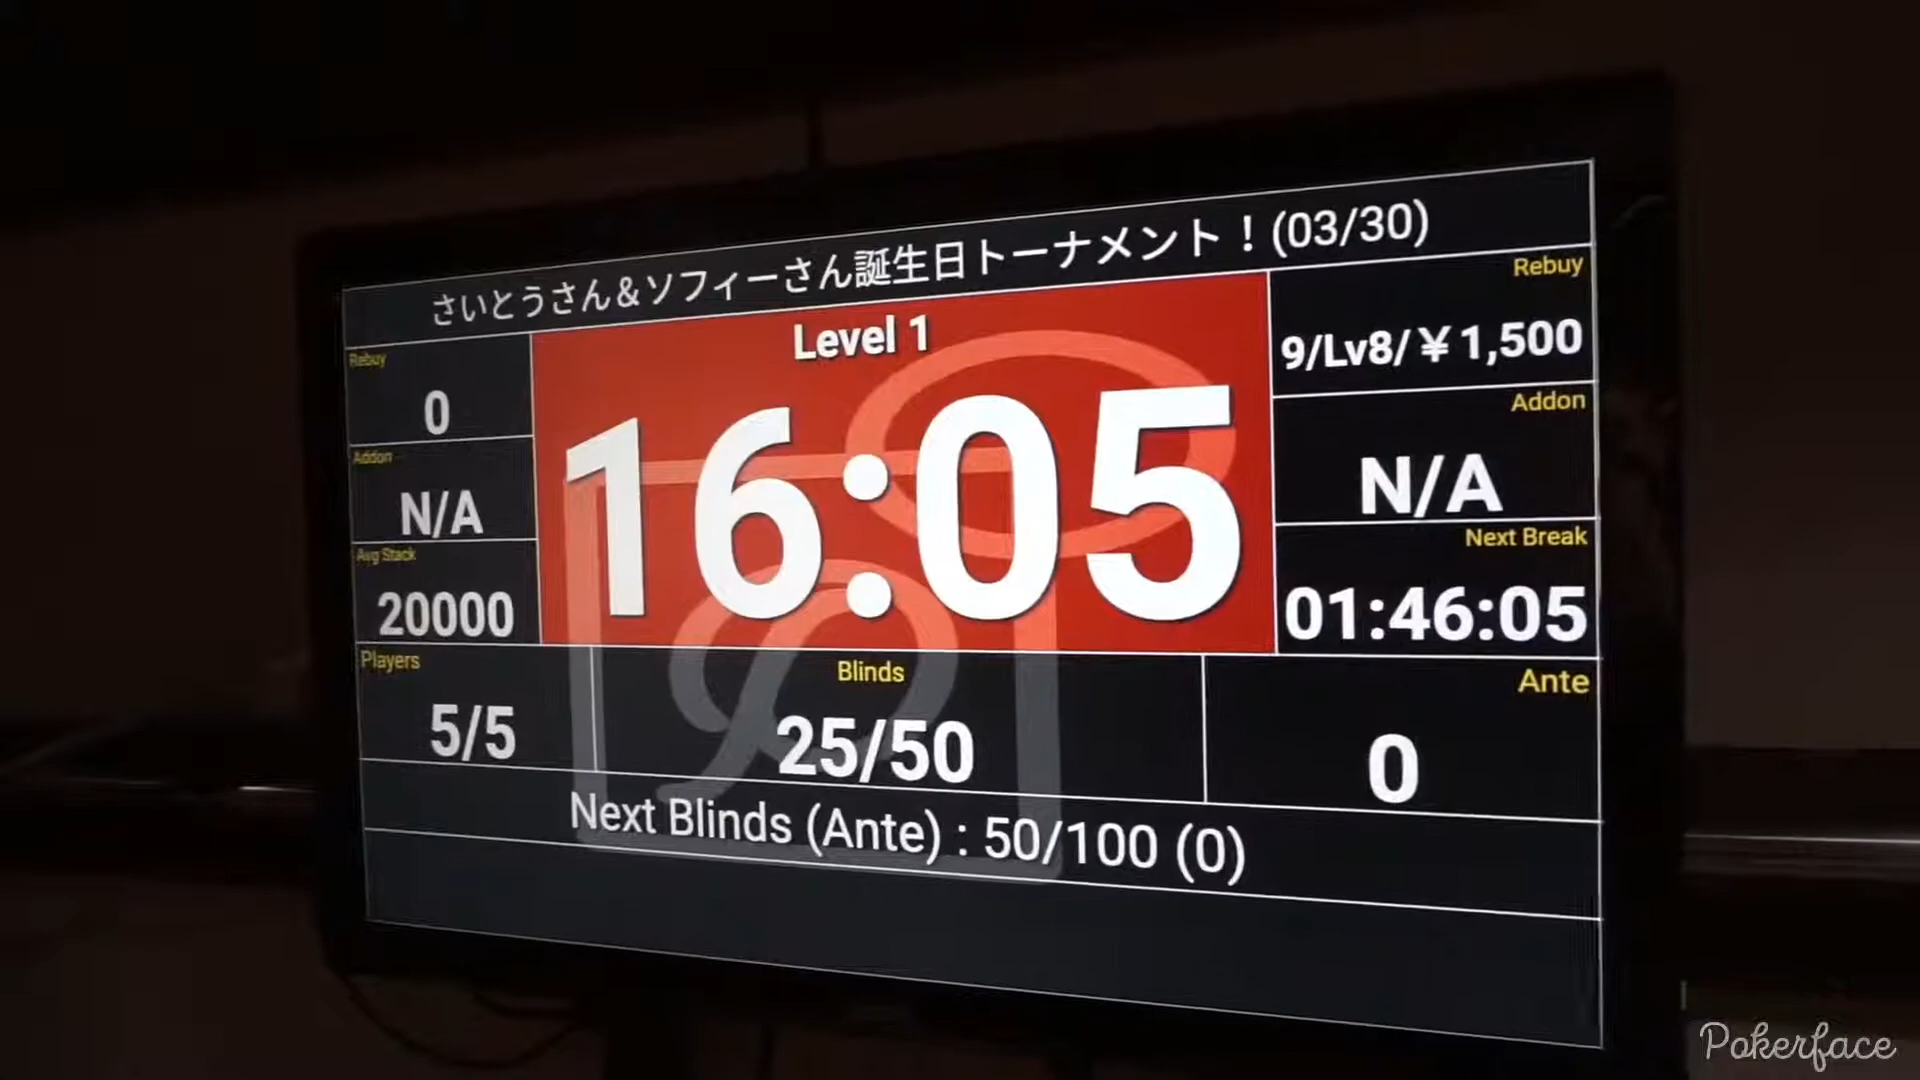 さいとうさん＆ソフィーさん誕生日トーナメント！(03/30)
Rebuy
0
Addon
N/A
Avg Stack
20000
Level 1
16:05
Rebuy
9/Lv8/￥1,500
Addon
N/A
Next Break
01:46:05
Players
5/5
Blinds
25/50
Ante
0
Next Blinds (Ante) : 50/100 (0)
Pokerface